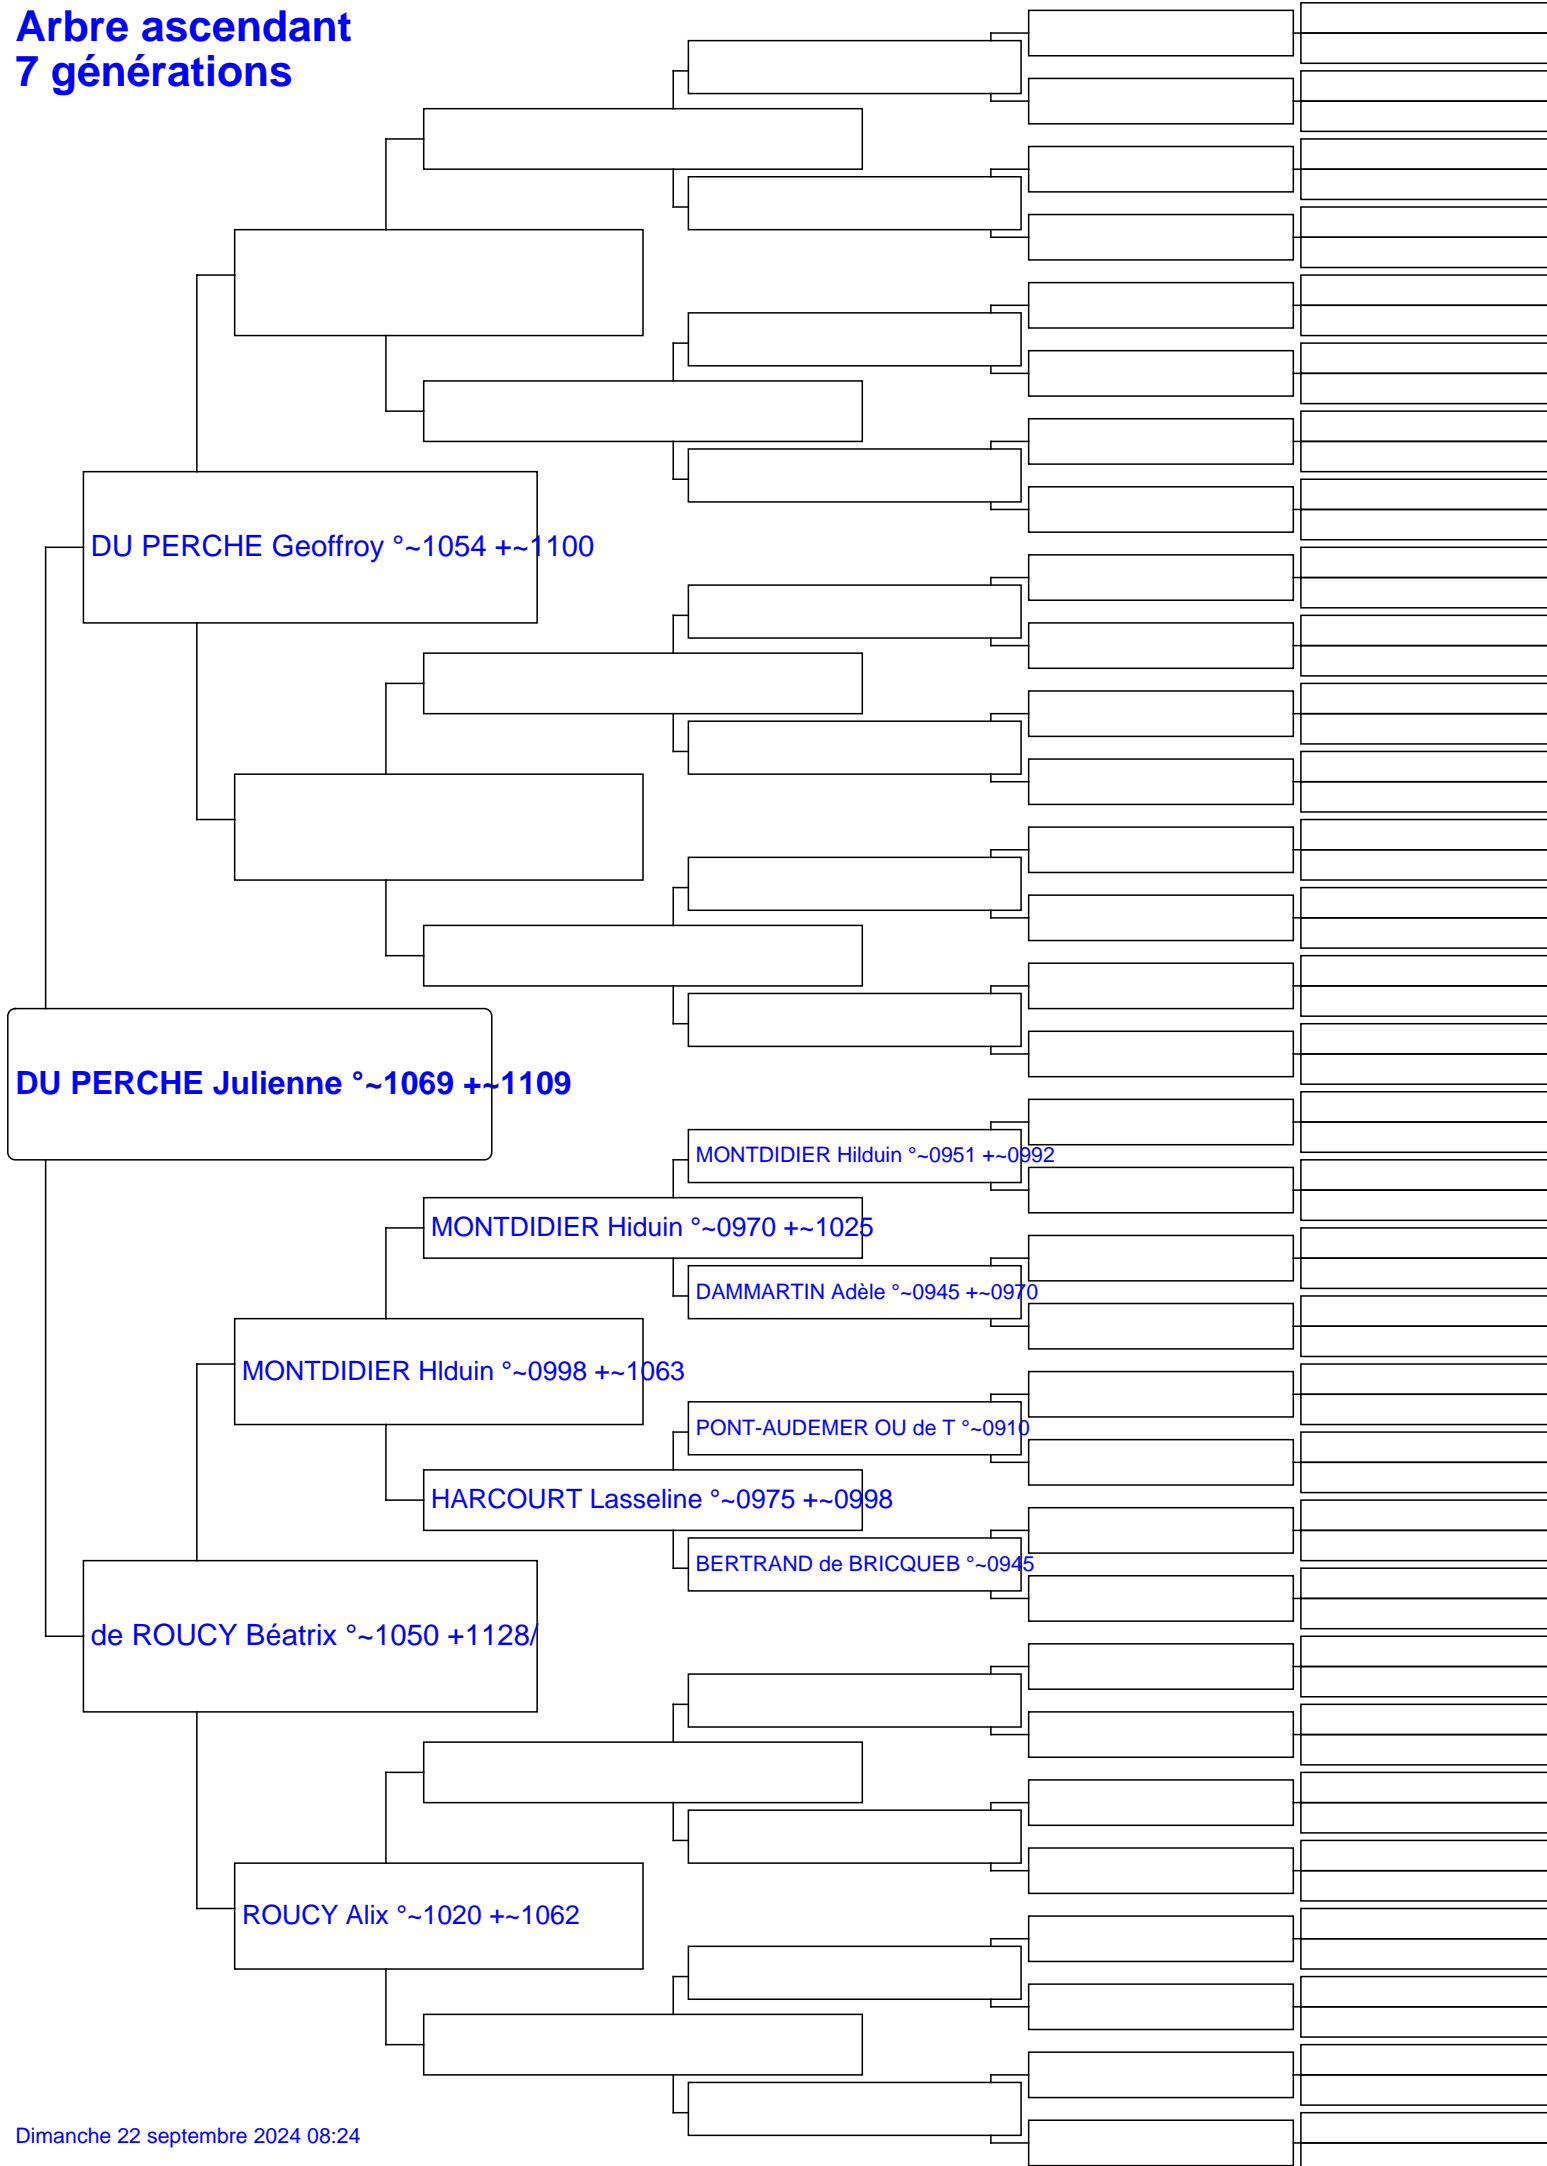 Arbre ascendant
7 générations
DU PERCHE Geoffroy °~1054 +~1100
DU PERCHE Julienne °~1069 +~1109
MONTDIDIER Hilduin °~0951 +~0992
MONTDIDIER Hiduin °~0970 +~1025
DAMMARTIN Adèle °~0945 +~0970
MONTDIDIER HIduin °~0998 +~1063
PONT-AUDEMER OU de T °~0910
HARCOURT Lasseline °~0975 +~0998
BERTRAND de BRICQUEB °~0945
de ROUCY Béatrix °~1050 +1128/
ROUCY Alix °~1020 +~1062
Dimanche 22 septembre 2024 08:24